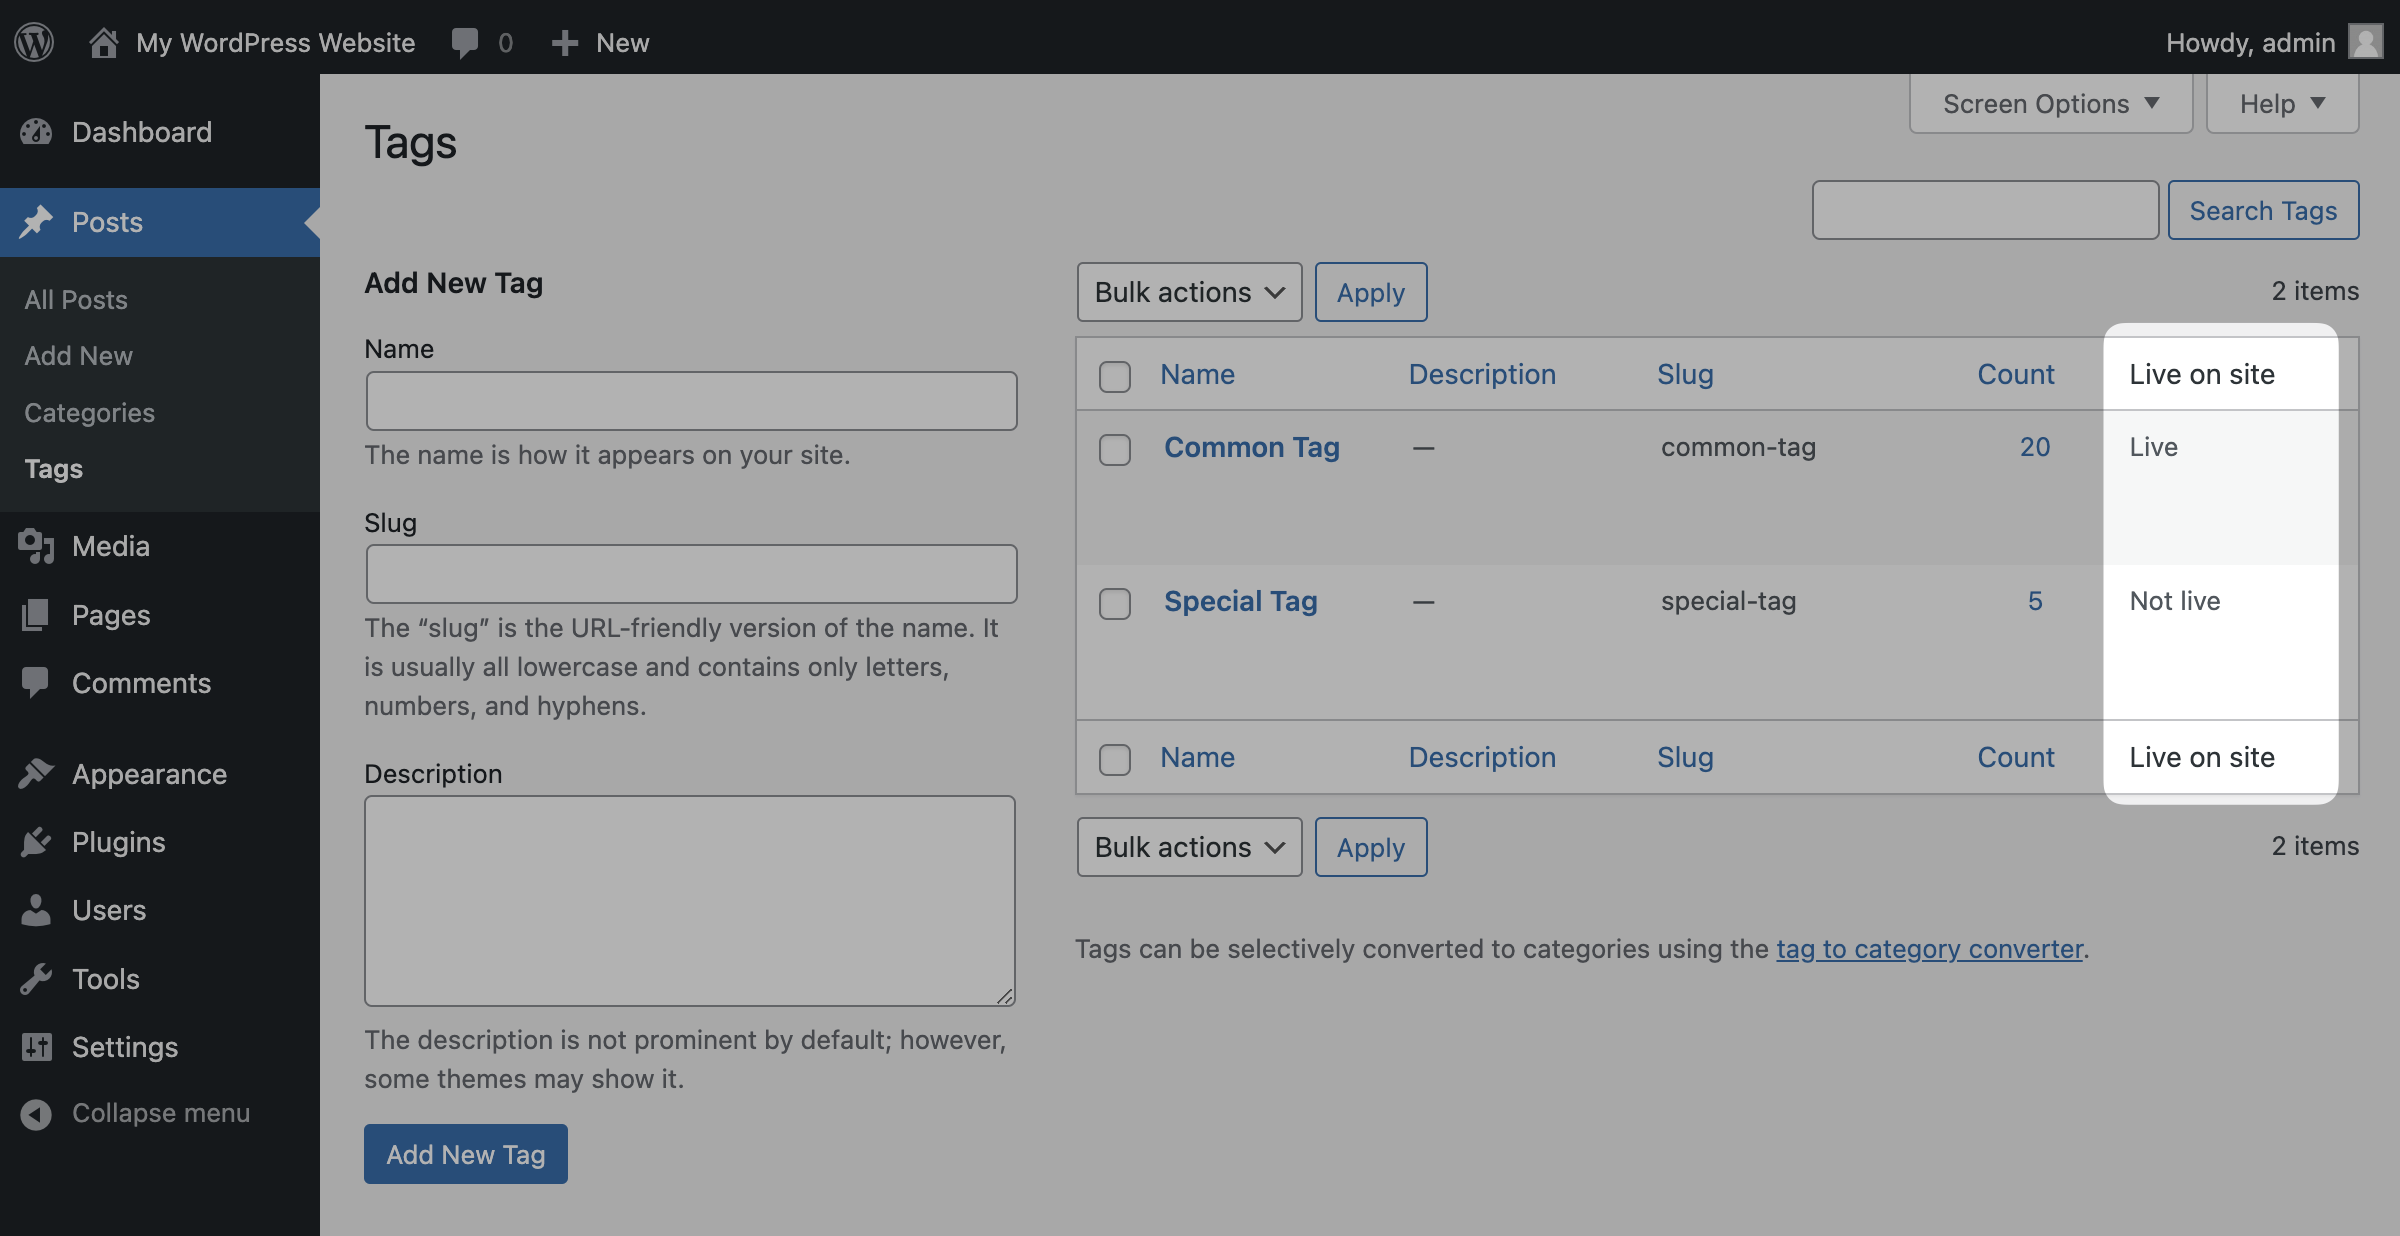 My WordPress Website 0 New Howdy, admin
Screen Options Help
Dashboard
Posts
All Posts
Add New
Categories
Tags
Media
Pages
Comments
Appearance
Plugins
Users
Tools
Settings
Collapse menu
Tags
Search Tags
Add New Tag
Name
The name is how it appears on your site.
Slug
The “slug” is the URL-friendly version of the name. It
is usually all lowercase and contains only letters,
numbers, and hyphens.
Description
The description is not prominent by default; however,
some themes may show it.
Add New Tag
Bulk actions Apply 2 items
Name Description Slug Count Live on site
Common Tag — common-tag 20 Live
Special Tag — special-tag 5 Not live
Name Description Slug Count Live on site
Bulk actions Apply 2 items
Tags can be selectively converted to categories using the tag to category converter.